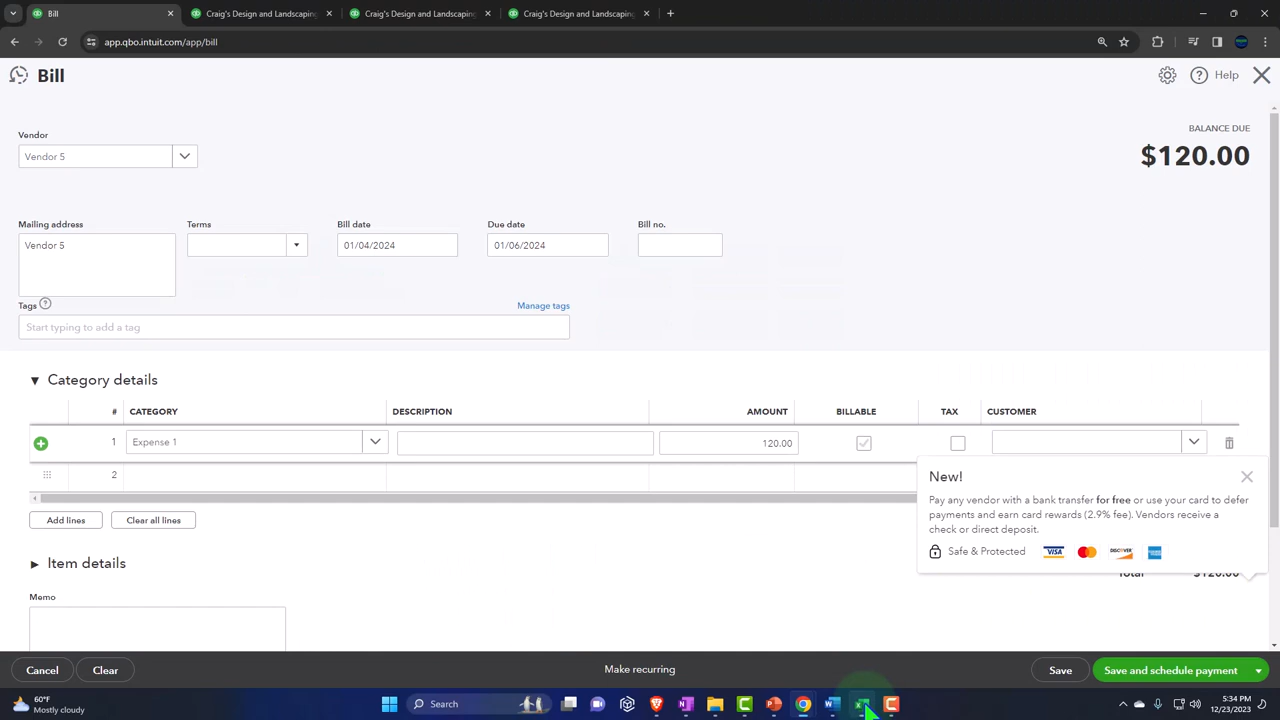 Bill
Craig's Design and Landscaping
Craig's Design and Landscaping
Craig's Design and Landscaping
app.qbo.intuit.com/app/bill
Bill
Help
Vendor
BALANCE DUE
Vendor 5
$120.00
Mailing address
Terms
Bill date
Due date
Bill no.
Vendor 5
01/04/2024
01/06/2024
Tags
Manage tags
Start typing to add a tag
Category details
# CATEGORY DESCRIPTION AMOUNT BILLABLE TAX CUSTOMER
1 Expense 1 120.00
2
New!
Pay any vendor with a bank transfer for free or use your card to defer
payments and earn card rewards (2.9% fee). Vendors receive a
check or direct deposit.
Safe & Protected VISA
Add lines
Clear all lines
Item details
Total $120.00
Memo
Cancel
Clear
Make recurring
Save
Save and schedule payment
60°F
Mostly cloudy
Search
5:34 PM
12/23/2023